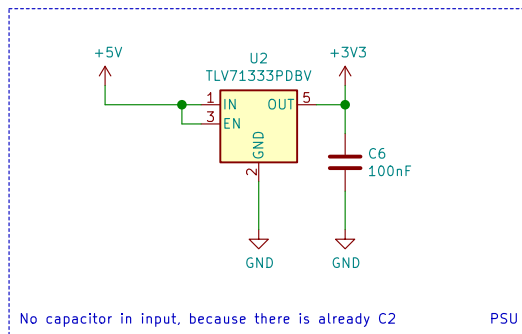 +5V
U2
TLV71333PDBV
+3V3
1 IN OUT 5
3 EN
GND
2
C6
100nF
GND
GND
No capacitor in input, because there is already C2
PSU